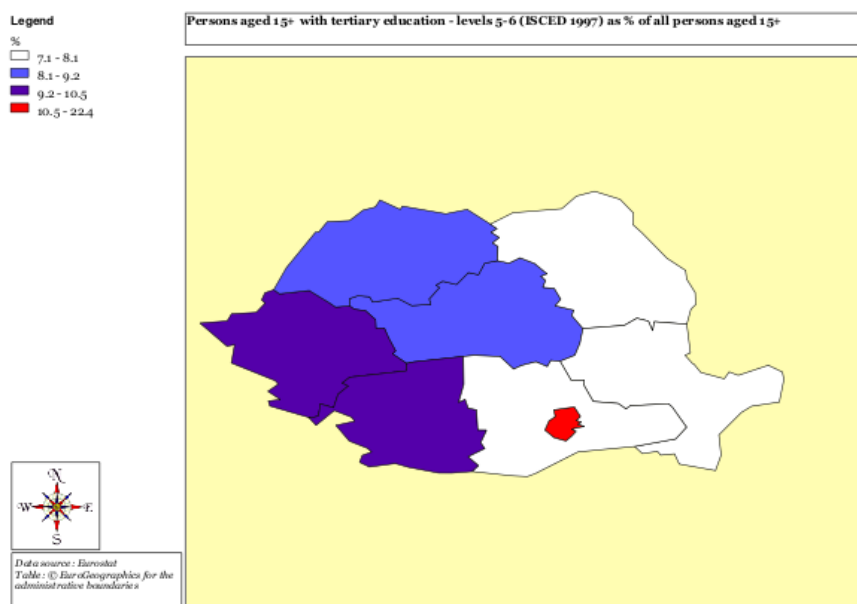 Legend
Persons aged 15+ with tertiary education - levels 5-6 (ISCED 1997) as % of all persons aged 15+
%
7.1 - 8.1
8.1 - 9.2
9.2 - 10.5
10.5 - 22.4
N
W E
S
Data source : Eurostat
Table : © EuroGeographics for the
administrative boundaries